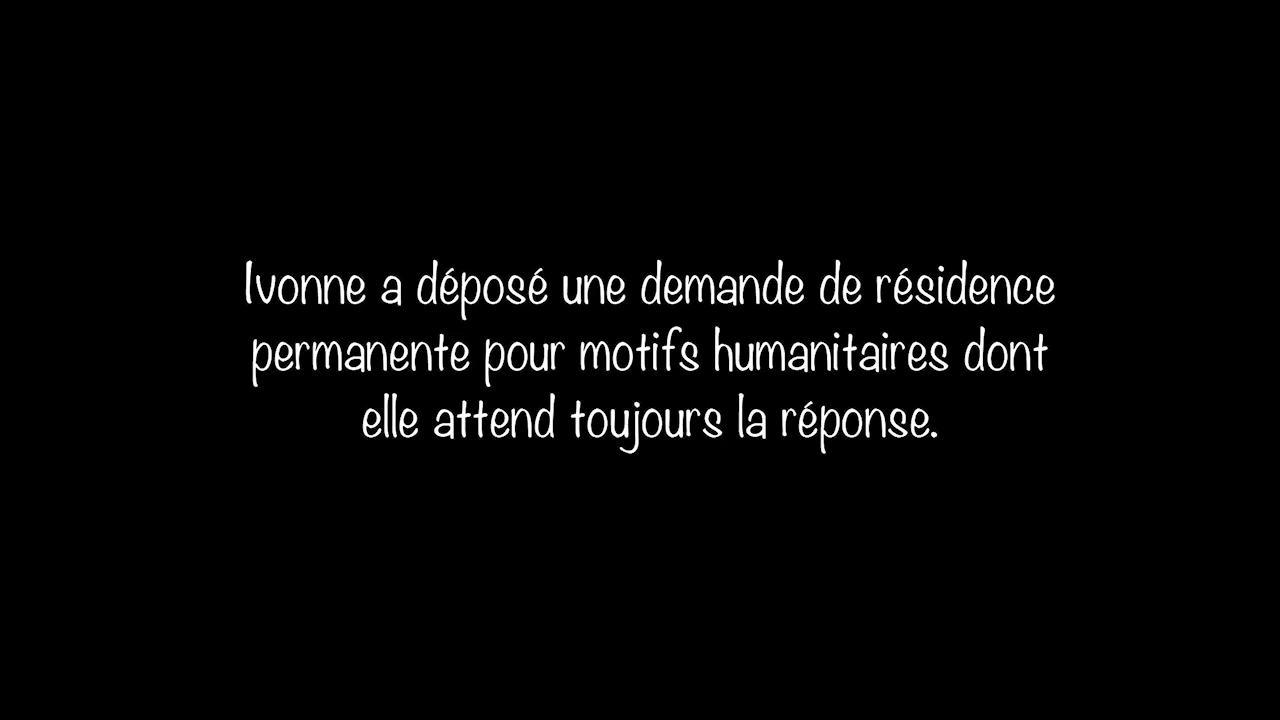 Ivonne a déposé une demande de résidence
permanente pour motifs humanitaires dont
elle attend toujours la réponse.